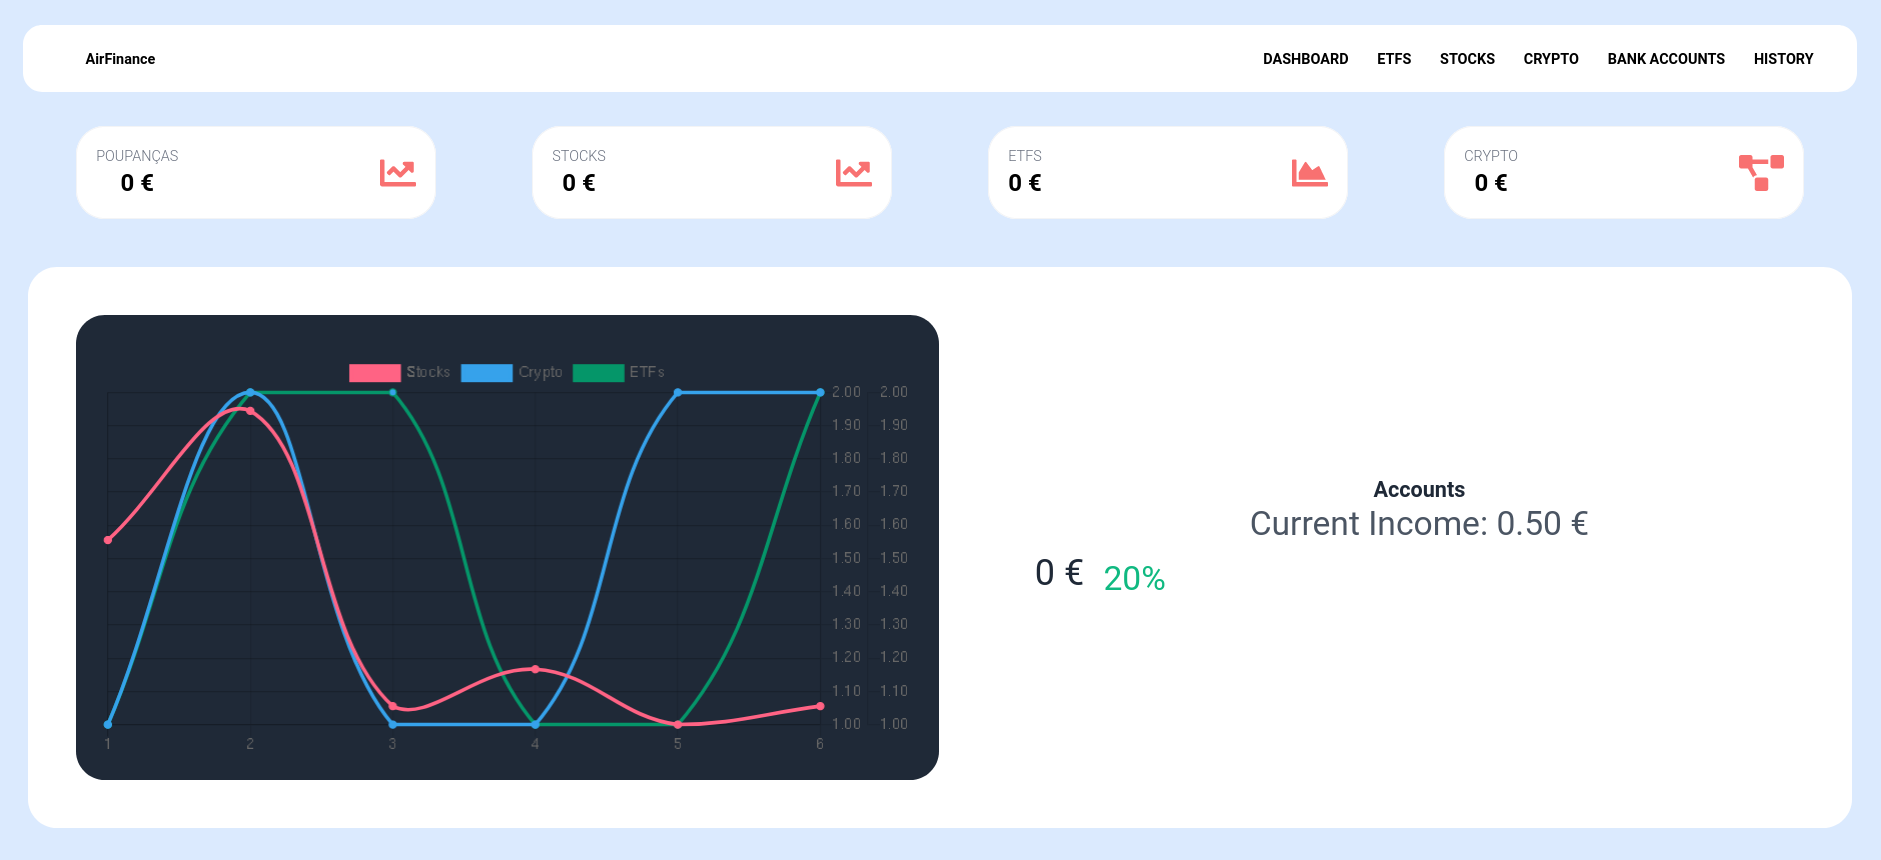 AirFinance DASHBOARD ETFS STOCKS CRYPTO BANK ACCOUNTS HISTORY
POUPANÇAS
0 €
STOCKS
0 €
ETFS
0 €
CRYPTO
0 €
Stocks Crypto ETFs
2.00 2.00
1.90 1.90
1.80 1.80
1.70 1.70
1.60 1.60
1.50 1.50
1.40 1.40
1.30 1.30
1.20 1.20
1.10 1.10
1.00 1.00
1 2 3 4 5 6
Accounts
Current Income: 0.50 €
0 € 20%